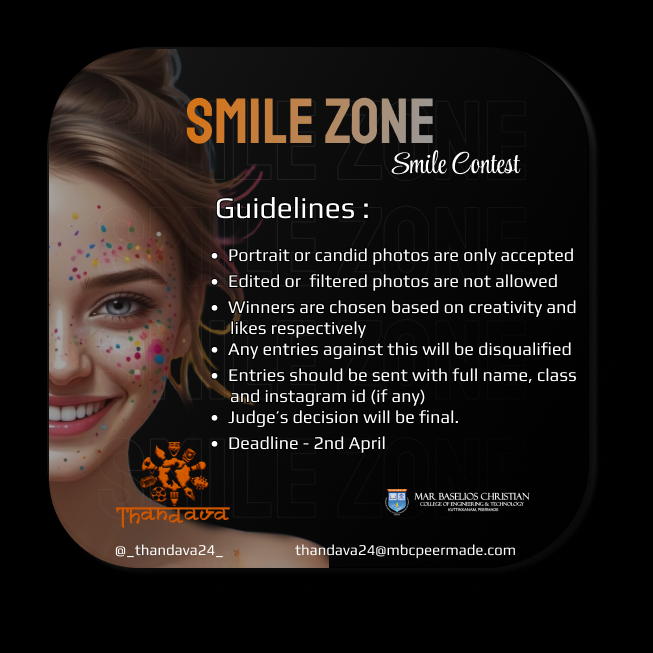 SMILE ZONE
Smile Contest
Guidelines :
• Portrait or candid photos are only accepted
• Edited or filtered photos are not allowed
• Winners are chosen based on creativity and
likes respectively
• Any entries against this will be disqualified
• Entries should be sent with full name, class
and instagram id (if any)
• Judge's decision will be final.
• Deadline - 2nd April
Thandava
MAR BASELIOS CHRISTIAN
COLLEGE OF ENGINEERING & TECHNOLOGY
KUTTIKKANAM, PEERMADE
@_thandava24_
thandava24@mbcpeermade.com